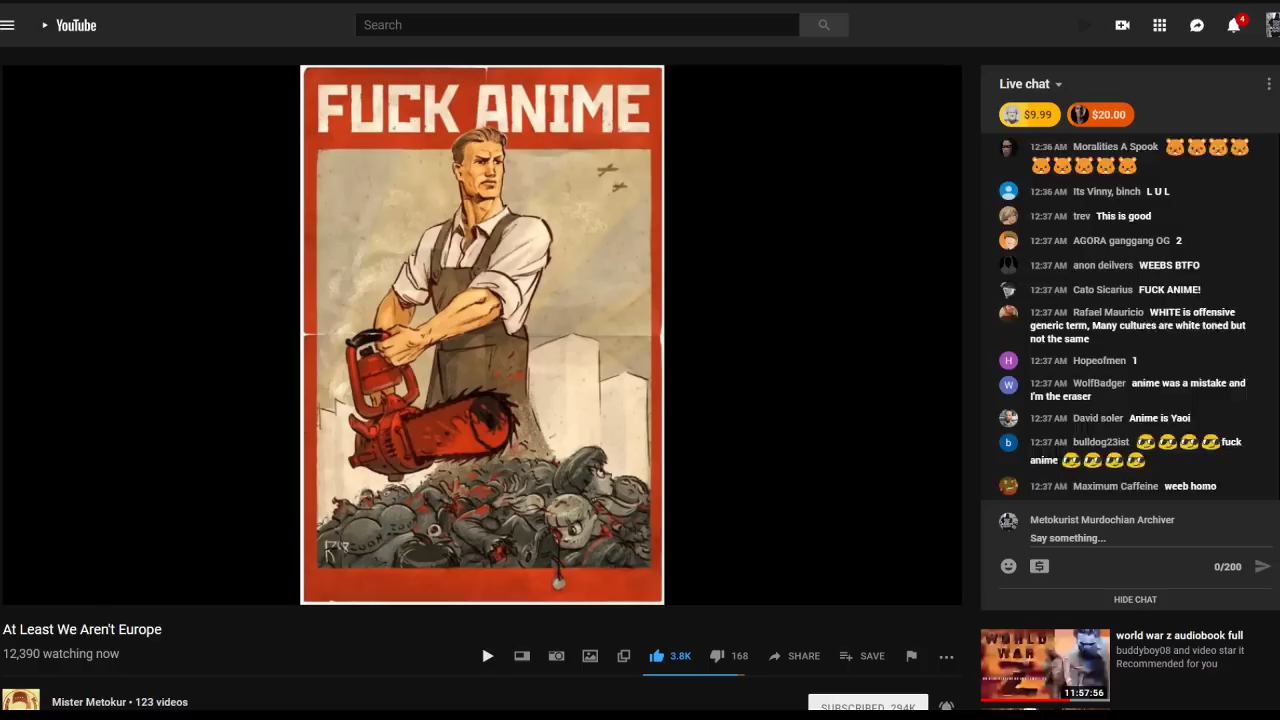 YouTube
Search
4
FUCK ANIME
Live chat
$9.99
$20.00
12:36 AM Moralities A Spook
12:36 AM Its Vinny, binch L U L
12:37 AM trev This is good
12:37 AM AGORA ganggang OG 2
12:37 AM anon deilvers WEEBS BTFO
12:37 AM Cato Sicarius FUCK ANIME!
12:37 AM Rafael Mauricio WHITE is offensive
generic term, Many cultures are white toned but
not the same
12:37 AM Hopeofmen 1
12:37 AM WolfBadger anime was a mistake and
I'm the eraser
12:37 AM David soler Anime is Yaoi
12:37 AM bulldog23ist fuck
anime
12:37 AM Maximum Caffeine weeb homo
Metokurist Murdochian Archiver
Say something...
0/200
HIDE CHAT
At Least We Aren't Europe
12,390 watching now
3.8K
168
SHARE
SAVE
Mister Metokur • 123 videos
SUBSCRIBED 294K
WORLD
WAR
Z
11:57:56
world war z audiobook full
buddyboy08 and video star it
Recommended for you